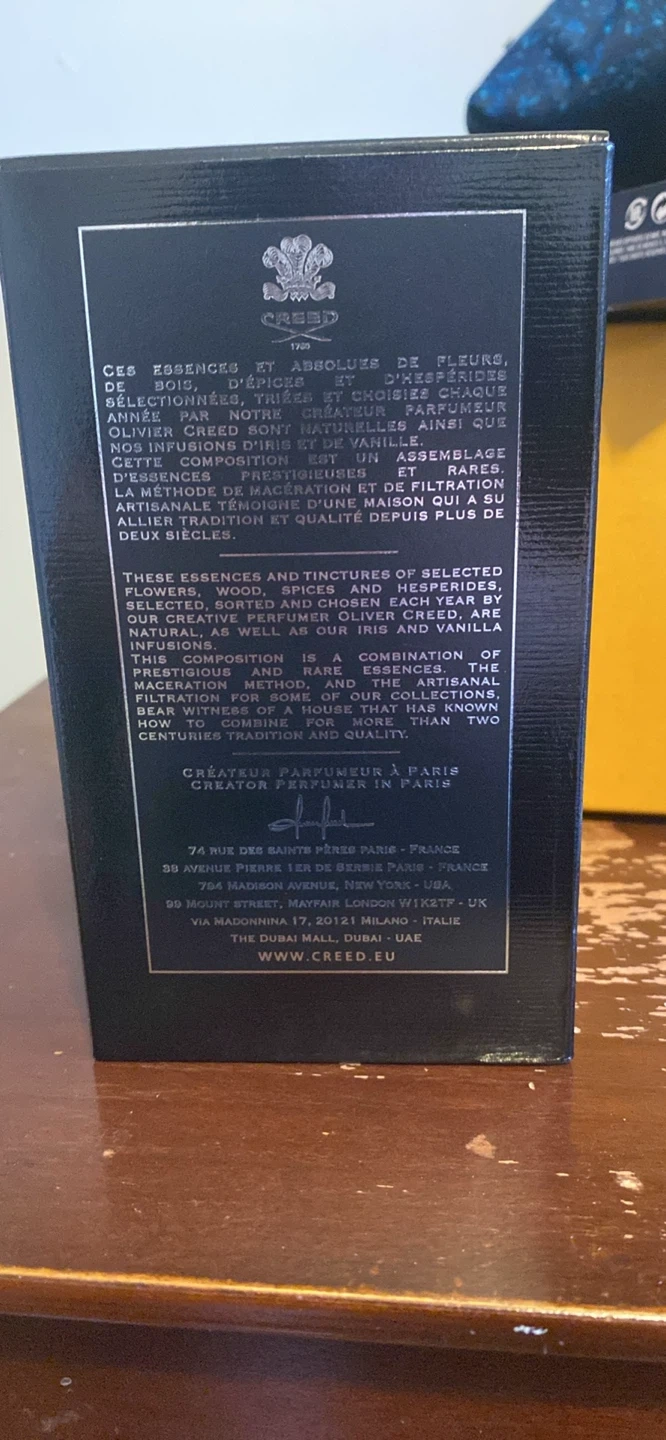 CREED
1760
CES ESSENCES ET ABSOLUES DE FLEURS,
DE BOIS, D'ÉPICES ET D'HESPÉRIDES
SÉLECTIONNÉES, TRIÉES ET CHOISIES CHAQUE
ANNÉE PAR NOTRE CRÉATEUR PARFUMEUR
OLIVIER CREED SONT NATURELLES AINSI QUE
NOS INFUSIONS D'IRIS ET DE VANILLE.
CETTE COMPOSITION EST UN ASSEMBLAGE
D'ESSENCES PRESTIGIEUSES ET RARES.
LA MÉTHODE DE MACÉRATION ET DE FILTRATION
ARTISANALE TÉMOIGNE D'UNE MAISON QUI A SU
ALLIER TRADITION ET QUALITÉ DEPUIS PLUS DE
DEUX SIÈCLES.
THESE ESSENCES AND TINCTURES OF SELECTED
FLOWERS, WOOD, SPICES AND HESPERIDES,
SELECTED, SORTED AND CHOSEN EACH YEAR BY
OUR CREATIVE PERFUMER OLIVER CREED, ARE
NATURAL, AS WELL AS OUR IRIS AND VANILLA
INFUSIONS.
THIS COMPOSITION IS A COMBINATION OF
PRESTIGIOUS AND RARE ESSENCES. THE
MACERATION METHOD, AND THE ARTISANAL
FILTRATION FOR SOME OF OUR COLLECTIONS,
BEAR WITNESS OF A HOUSE THAT HAS KNOWN
HOW TO COMBINE FOR MORE THAN TWO
CENTURIES TRADITION AND QUALITY.
CRÉATEUR PARFUMEUR À PARIS
CREATOR PERFUMER IN PARIS
74 RUE DES SAINTS PÈRES PARIS - FRANCE
38 AVENUE PIERRE 1ER DE SERBIE PARIS - FRANCE
794 MADISON AVENUE, NEW YORK - USA
99 MOUNT STREET, MAYFAIR LONDON W1K2TF - UK
VIA MADONNINA 17, 20121 MILANO - ITALIE
THE DUBAI MALL, DUBAI - UAE
WWW.CREED.EU